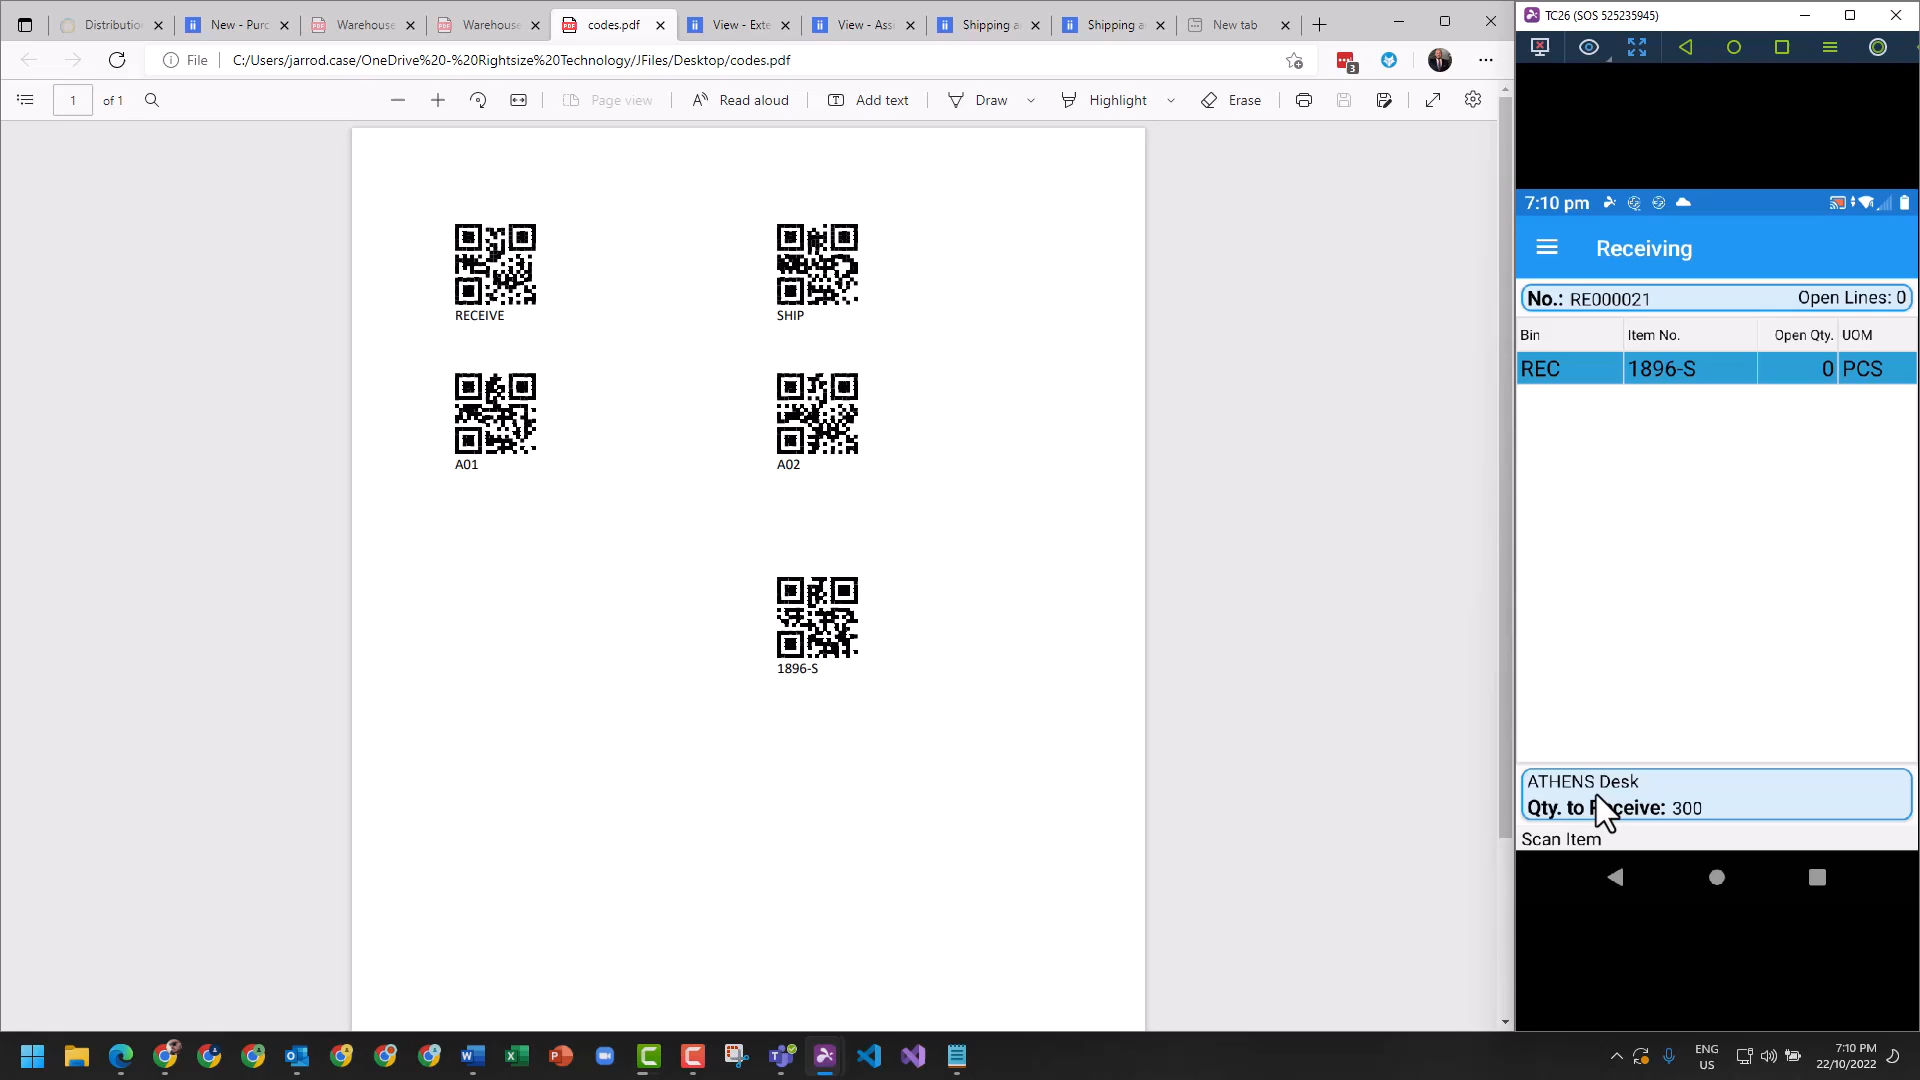 Distributio
New - Purc
Warehouse
Warehouse
codes.pdf
View - Exte
View - Ass
Shipping a
Shipping a
New tab
File
C:/Users/jarrod.case/OneDrive%20-%20Rightsize%20Technology/JFiles/Desktop/codes.pdf
3
1
of 1
Page view
Read aloud
Add text
Draw
Highlight
Erase
RECEIVE
SHIP
A01
A02
1896-S
TC26 (SOS 525235945)
7:10 pm
Receiving
No.: RE000021
Open Lines: 0
Bin Item No. Open Qty. UOM
REC 1896-S 0 PCS
ATHENS Desk
Qty. to Receive: 300
Scan Item
ENG
US
7:10 PM
22/10/2022